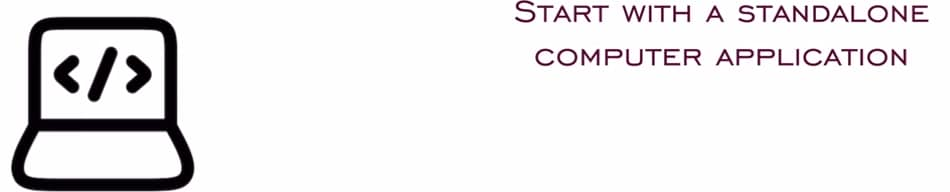 </>
Start with a standalone
computer application